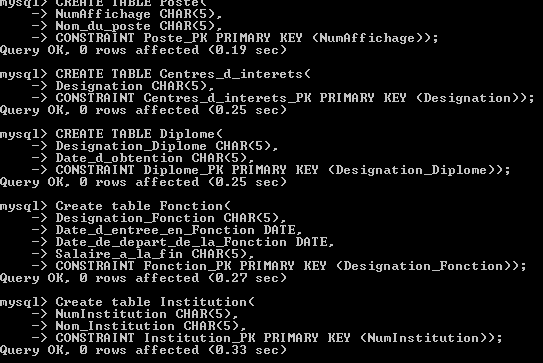 mysql> CREATE TABLE Poste(
    -> NumAffichage CHAR(5),
    -> Nom_du_poste CHAR(5),
    -> CONSTRAINT Poste_PK PRIMARY KEY (NumAffichage));
Query OK, 0 rows affected (0.19 sec)
mysql> CREATE TABLE Centres_d_interets(
    -> Designation CHAR(5),
    -> CONSTRAINT Centres_d_interets_PK PRIMARY KEY (Designation));
Query OK, 0 rows affected (0.25 sec)
mysql> CREATE TABLE Diplome(
    -> Designation_Diplome CHAR(5),
    -> Date_d_obtention CHAR(5),
    -> CONSTRAINT Diplome_PK PRIMARY KEY (Designation_Diplome));
Query OK, 0 rows affected (0.25 sec)
mysql> Create table Fonction(
    -> Designation_Fonction CHAR(5),
    -> Date_d_entree_en_Fonction DATE,
    -> Date_de_depart_de_la_Fonction DATE,
    -> Salaire_a_la_fin CHAR(5),
    -> CONSTRAINT Fonction_PK PRIMARY KEY (Designation_Fonction));
Query OK, 0 rows affected (0.27 sec)
mysql> Create table Institution(
    -> NumInstitution CHAR(5),
    -> Nom_Institution CHAR(5),
    -> CONSTRAINT Institution_PK PRIMARY KEY (NumInstitution));
Query OK, 0 rows affected (0.33 sec)